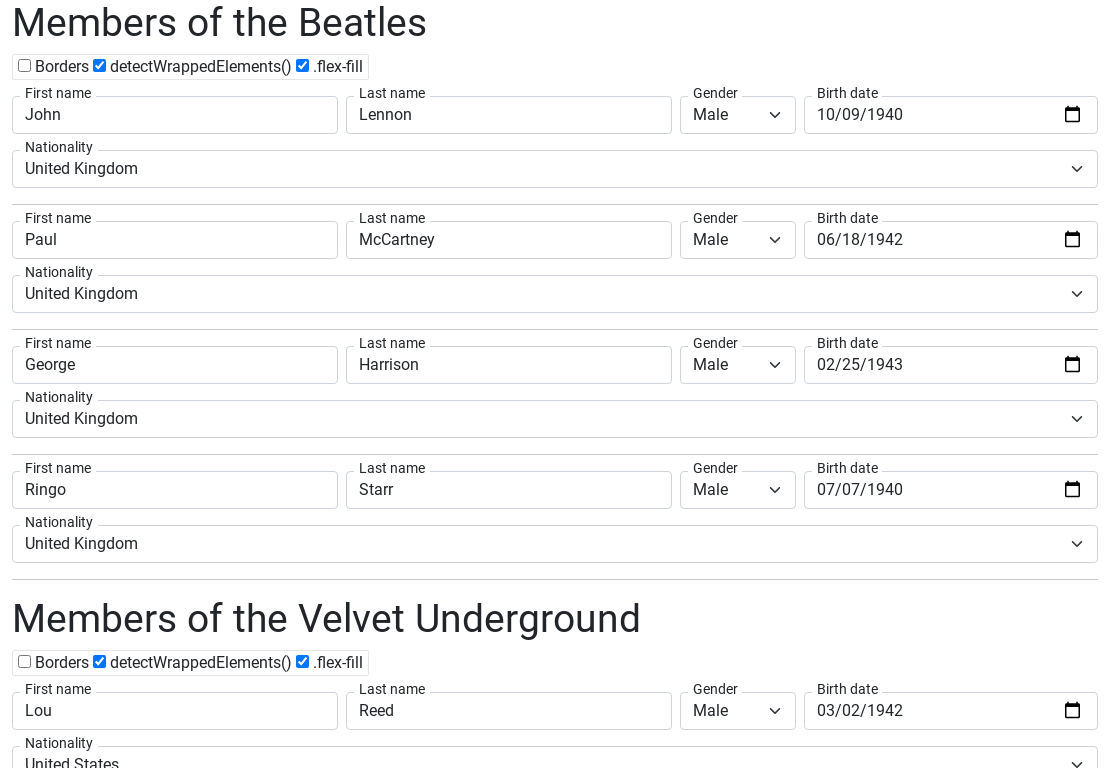 Members of the Beatles
Borders detectWrappedElements() .flex-fill
First name Last name Gender Birth date
John Lennon Male 10/09/1940
Nationality
United Kingdom
First name Last name Gender Birth date
Paul McCartney Male 06/18/1942
Nationality
United Kingdom
First name Last name Gender Birth date
George Harrison Male 02/25/1943
Nationality
United Kingdom
First name Last name Gender Birth date
Ringo Starr Male 07/07/1940
Nationality
United Kingdom
Members of the Velvet Underground
Borders detectWrappedElements() .flex-fill
First name Last name Gender Birth date
Lou Reed Male 03/02/1942
Nationality
United States